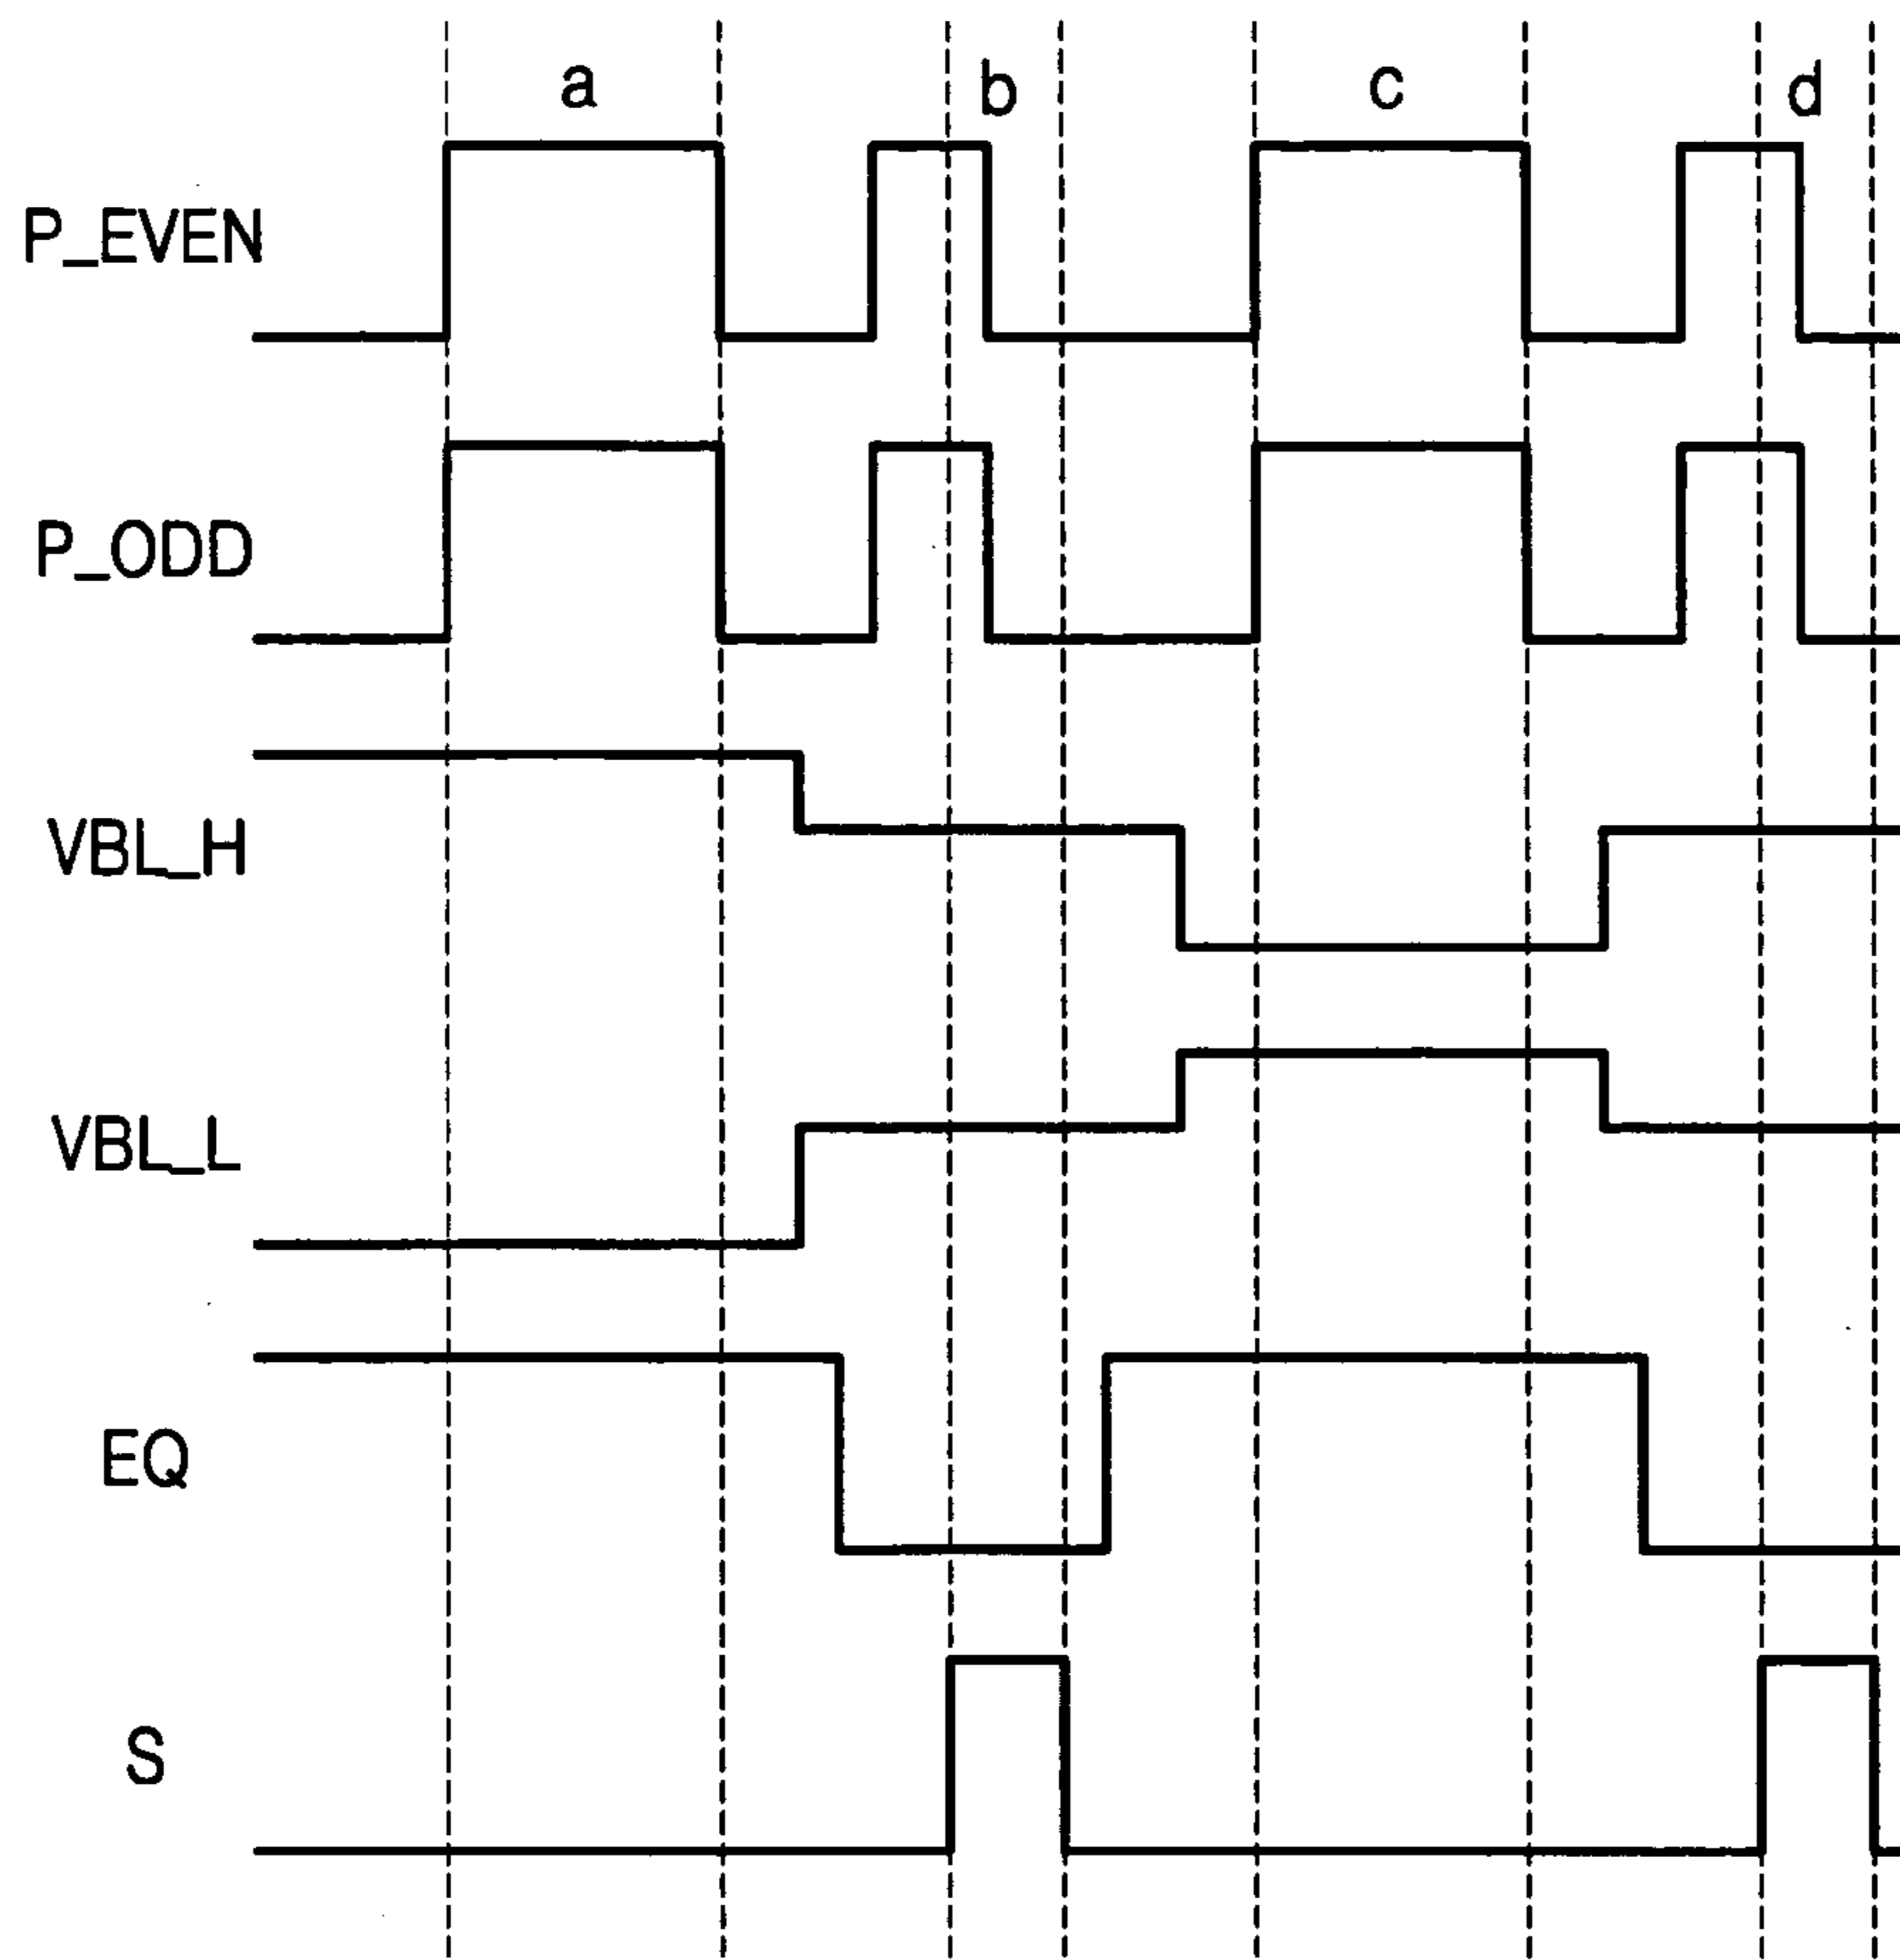 a b c d
P_EVEN
P_ODD
VBL_H
VBL_L
EQ
S